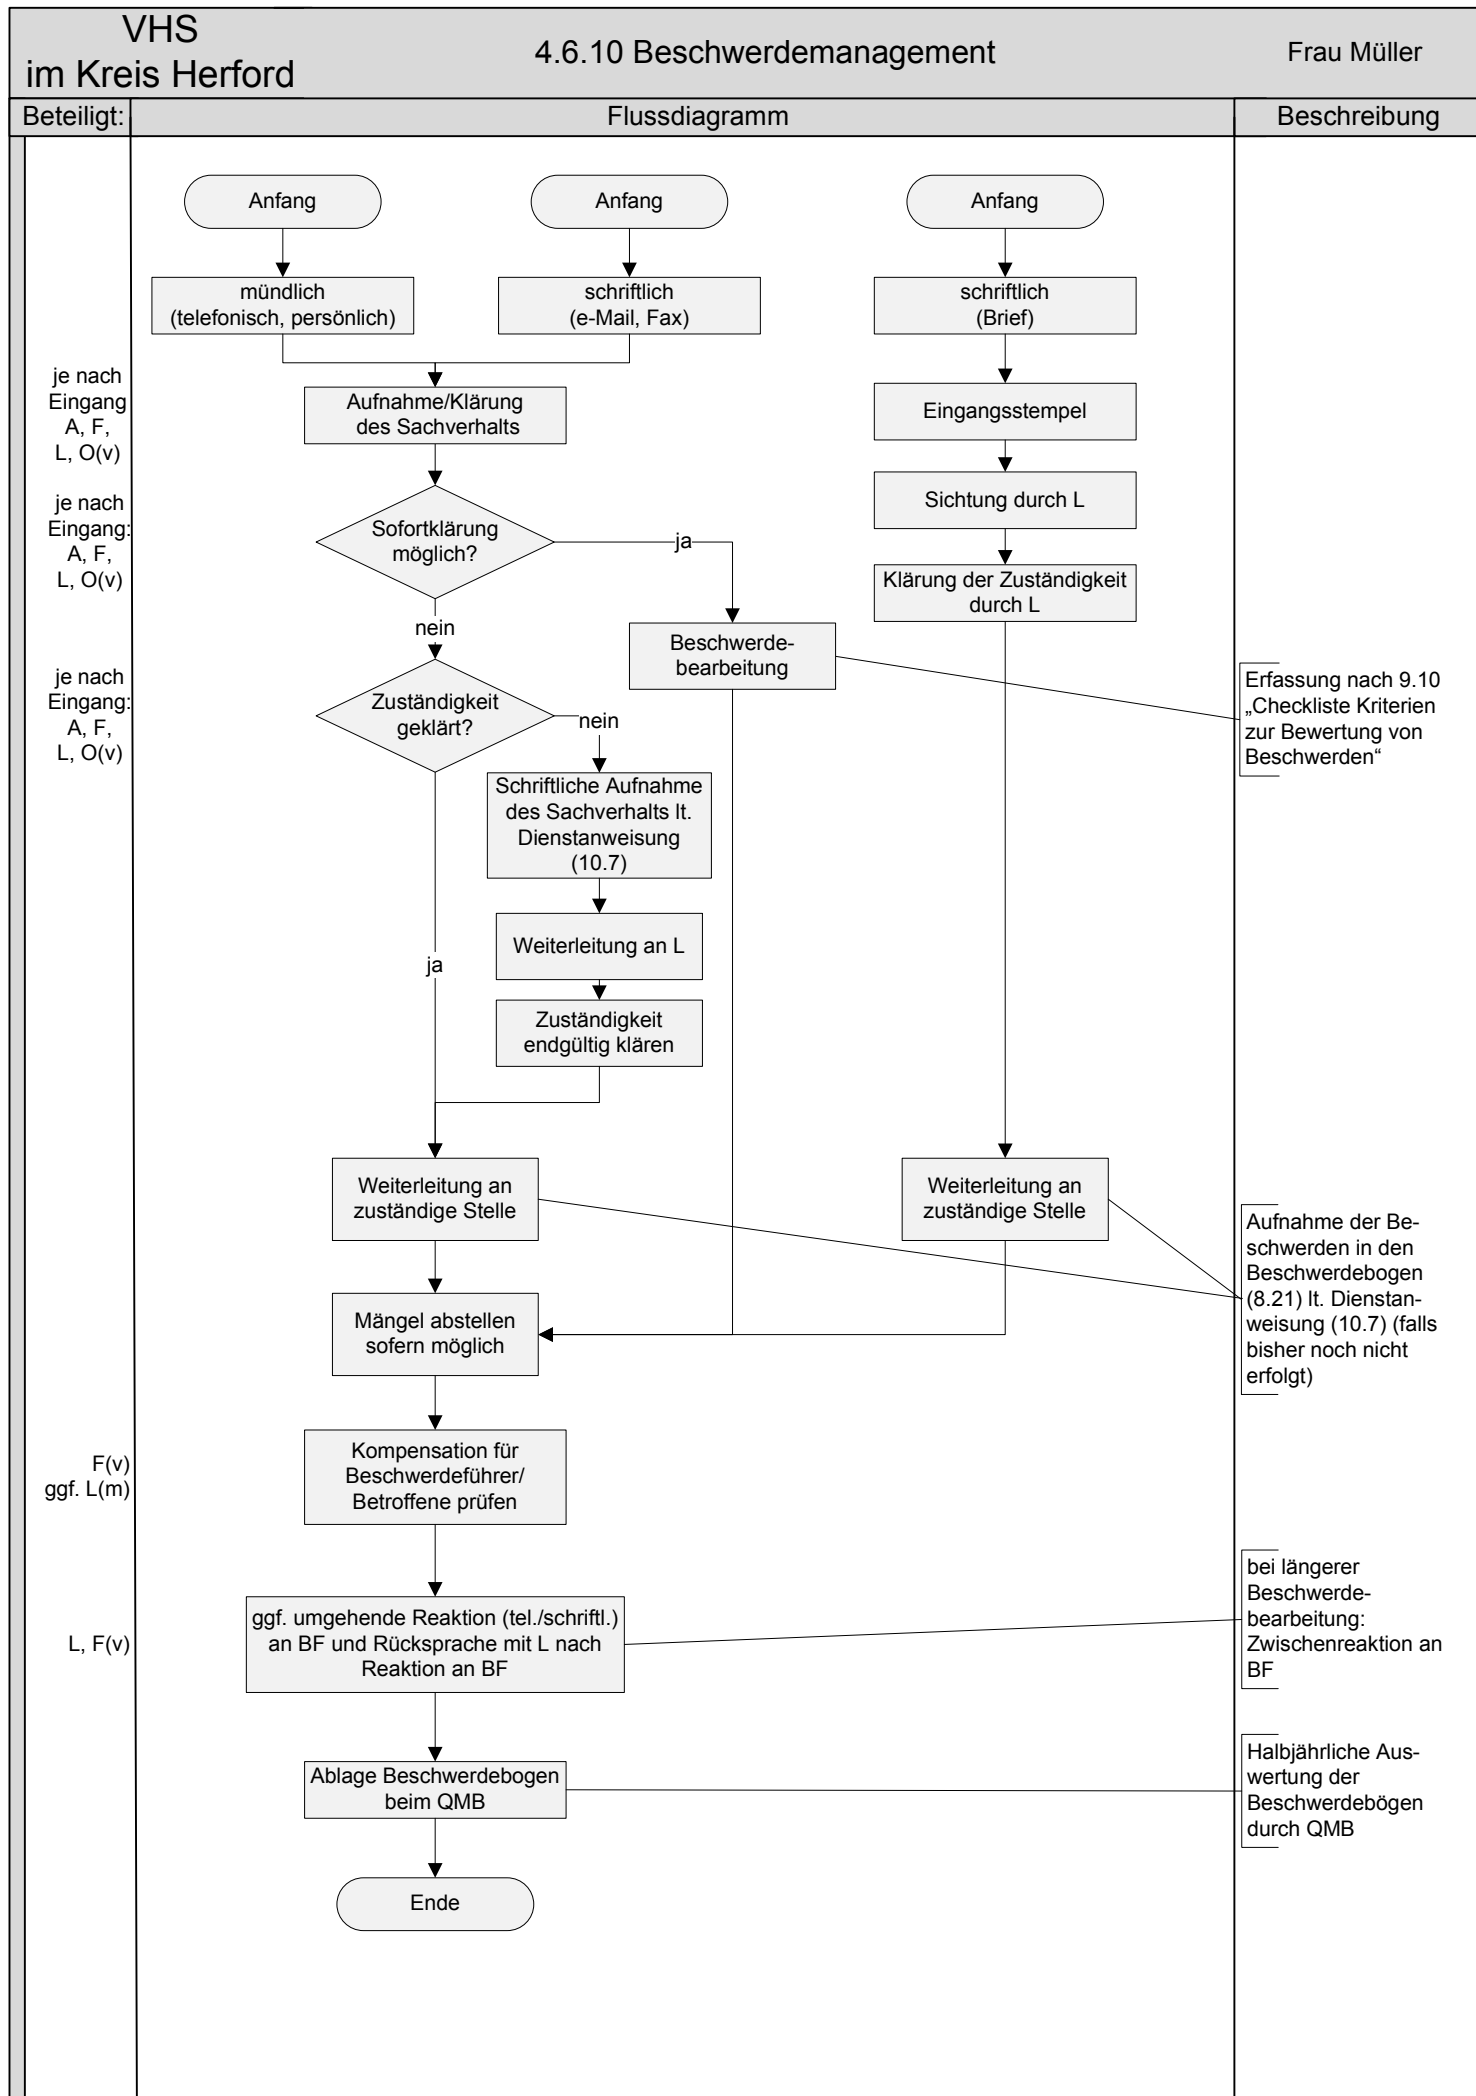 VHS
im Kreis Herford
4.6.10 Beschwerdemanagement
Frau Müller
Beteiligt:
Flussdiagramm
Beschreibung
Anfang
Anfang
Anfang
mündlich
(telefonisch, persönlich)
schriftlich
(e-Mail, Fax)
schriftlich
(Brief)
je nach
Eingang
A, F,
L, O(v)
Aufnahme/Klärung
des Sachverhalts
Eingangsstempel
Sichtung durch L
je nach
Eingang:
A, F,
L, O(v)
Sofortklärung
möglich?
ja
Klärung der Zuständigkeit
durch L
nein
Beschwerde-
bearbeitung
je nach
Eingang:
A, F,
L, O(v)
Zuständigkeit
geklärt?
nein
Erfassung nach 9.10
„Checkliste Kriterien
zur Bewertung von
Beschwerden“
Schriftliche Aufnahme
des Sachverhalts lt.
Dienstanweisung
(10.7)
Weiterleitung an L
ja
Zuständigkeit
endgültig klären
Weiterleitung an
zuständige Stelle
Weiterleitung an
zuständige Stelle
Aufnahme der Be-
schwerden in den
Beschwerdebogen
(8.21) lt. Dienstan-
weisung (10.7) (falls
bisher noch nicht
erfolgt)
Mängel abstellen
sofern möglich
F(v)
ggf. L(m)
Kompensation für
Beschwerdeführer/
Betroffene prüfen
L, F(v)
ggf. umgehende Reaktion (tel./schriftl.)
an BF und Rücksprache mit L nach
Reaktion an BF
bei längerer
Beschwerde-
bearbeitung:
Zwischenreaktion an
BF
Ablage Beschwerdebogen
beim QMB
Halbjährliche Aus-
wertung der
Beschwerdebögen
durch QMB
Ende